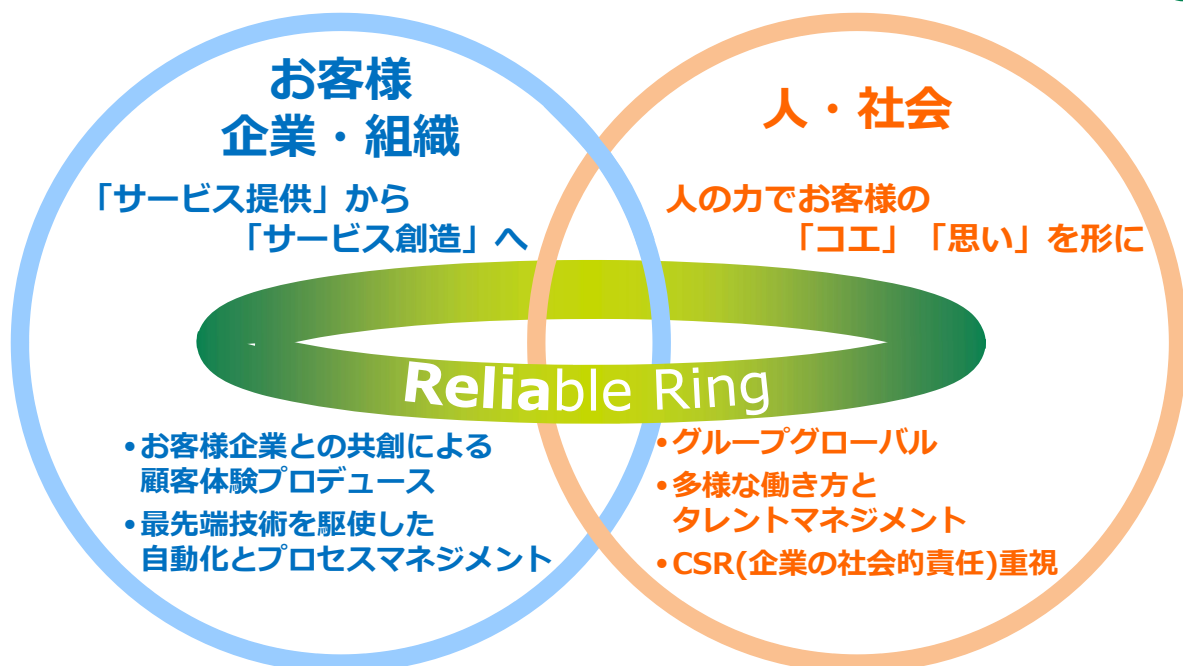 お客様
企業・組織
「サービス提供」から
「サービス創造」へ
人・社会
人の力でお客様の
「コエ」「思い」を形に
Reliable Ring
•お客様企業との共創による
顧客体験プロデュース
•最先端技術を駆使した
自動化とプロセスマネジメント
•グループグローバル
•多様な働き方と
タレントマネジメント
•CSR(企業の社会的責任)重視